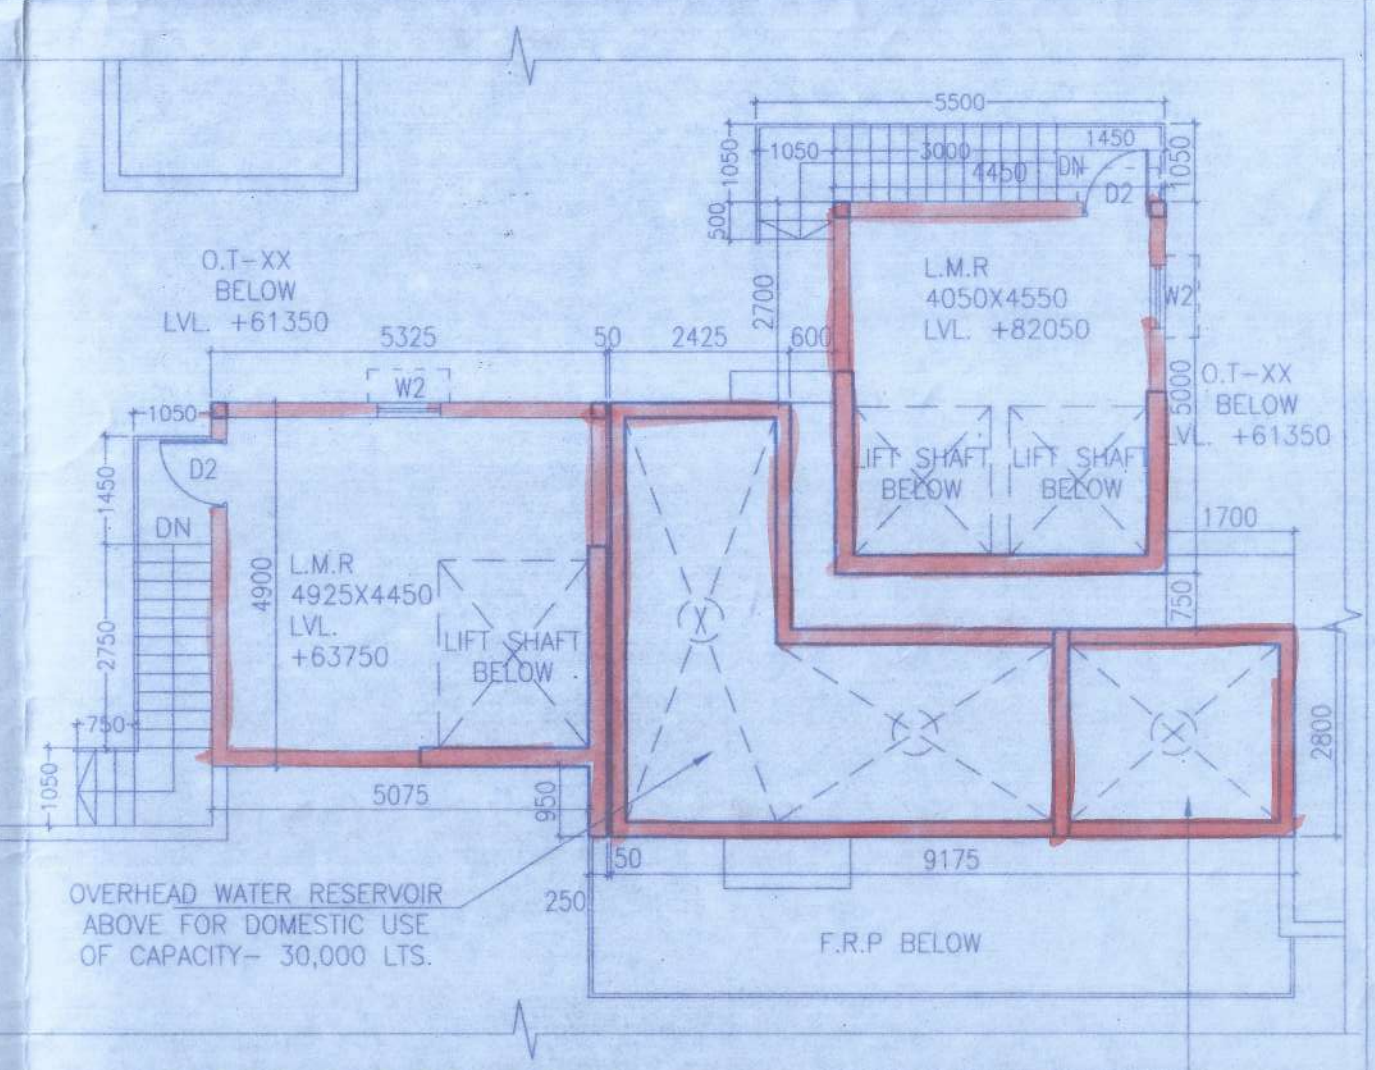 5500
1050
1050
3000
1450
1050
4450
DN
D2
500
O.T-XX
BELOW
LVL. +61350
2700
L.M.R
4050X4550
LVL. +82050
W2
5325
50
2425
600
W2
O.T-XX
BELOW
LVL. +61350
5000
1050
D2
1450
LIFT SHAFT
BELOW
LIFT SHAFT
BELOW
DN
1700
4900
L.M.R
4925X4450
LVL.
+63750
750
2750
LIFT SHAFT
BELOW
750
2800
1050
5075
950
50
9175
250
OVERHEAD WATER RESERVOIR
ABOVE FOR DOMESTIC USE
OF CAPACITY- 30,000 LTS.
F.R.P BELOW